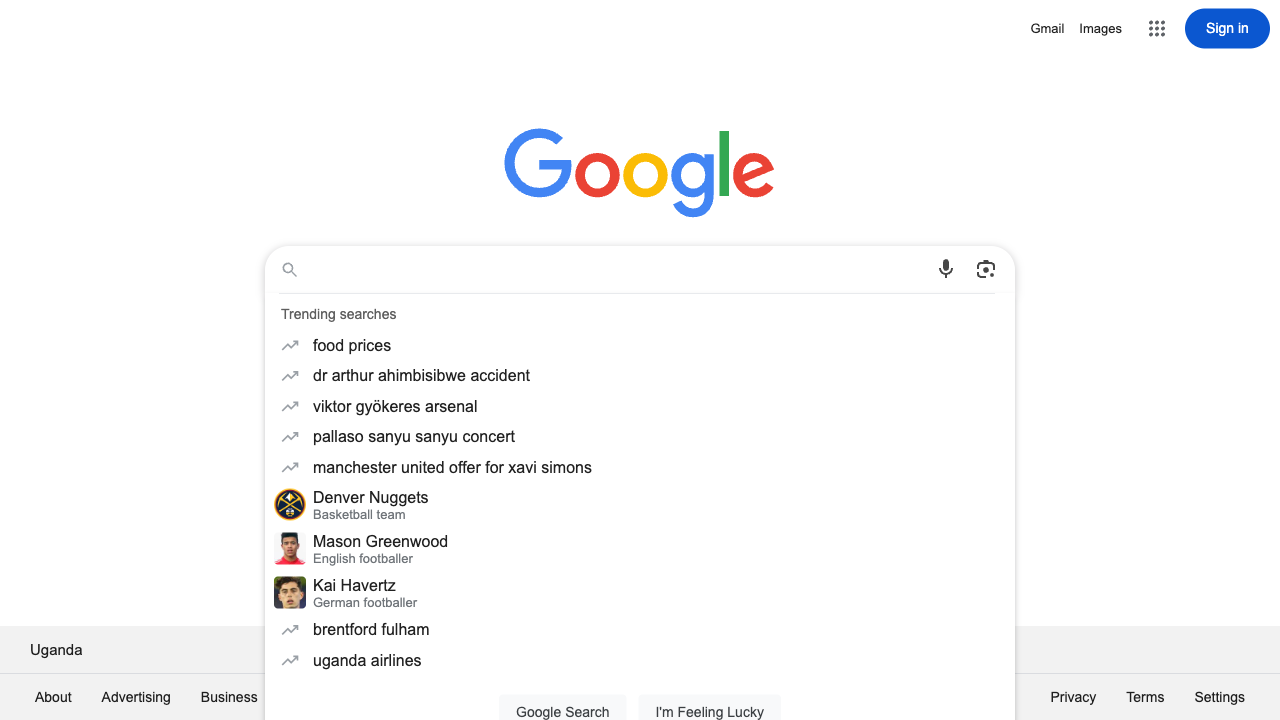 Gmail Images Sign in
Google
Trending searches
food prices
dr arthur ahimbisibwe accident
viktor gyökeres arsenal
pallaso sanyu sanyu concert
manchester united offer for xavi simons
Denver Nuggets
Basketball team
Mason Greenwood
English footballer
Kai Havertz
German footballer
brentford fulham
uganda airlines
Uganda
Google Search I'm Feeling Lucky
About Advertising Business Privacy Terms Settings